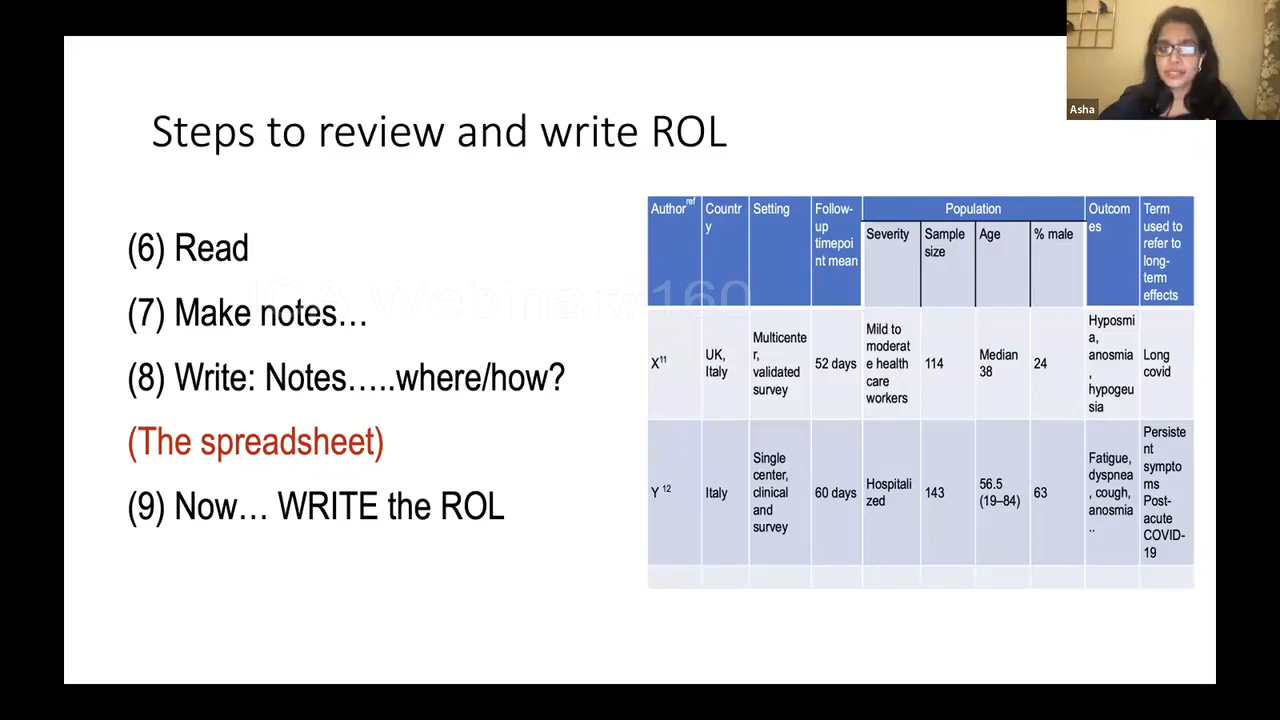 Asha
Steps to review and write ROL
(6) Read
(7) Make notes…
(8) Write: Notes…..where/how?
(The spreadsheet)
(9) Now… WRITE the ROL
ICA Webinar#160
Author ref
Countr
y
Setting
Follow-
up
timepoi
nt mean
Population
Severity
Sample
size
Age
% male
Outcom
es
Term
used to
refer to
long-
term
effects
X 11
UK,
Italy
Multicente
r,
validated
survey
52 days
Mild to
moderat
e health
care
workers
114
Median
38
24
Hyposmi
a,
anosmia
,
hypogeu
sia
Long
covid
Y 12
Italy
Single
center,
clinical
and
survey
60 days
Hospitali
zed
143
56.5
(19–84)
63
Fatigue,
dyspnea
, cough,
anosmia
..
Persiste
nt
sympto
ms
Post-
acute
COVID-
19